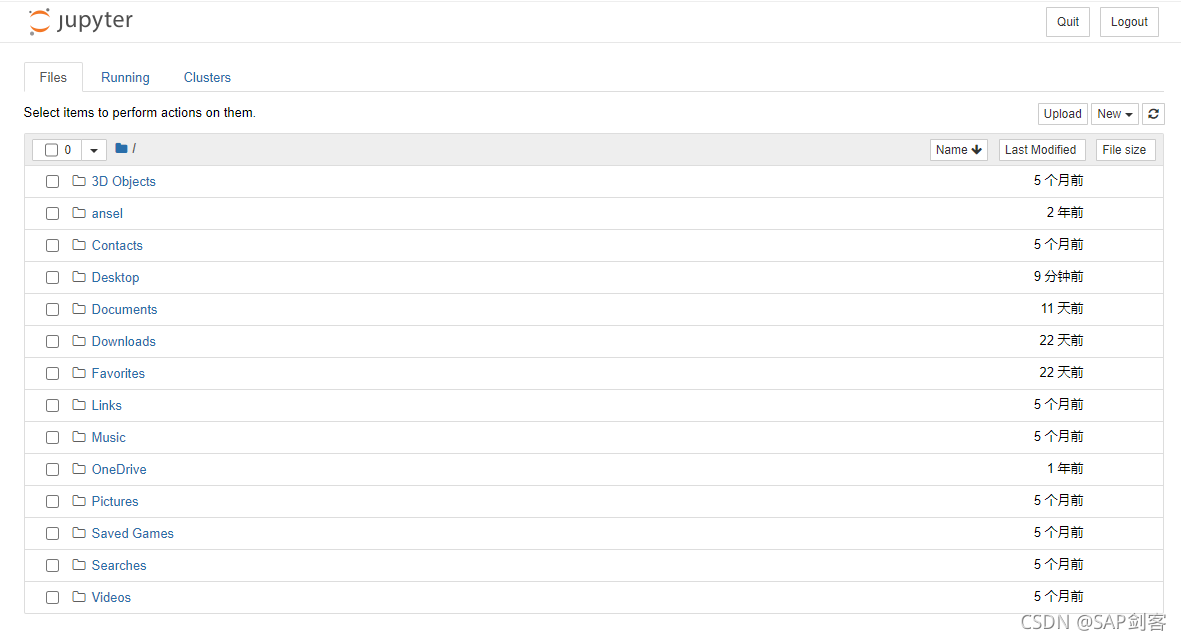 jupyter Quit Logout
Files Running Clusters
Select items to perform actions on them. Upload New
0 / Name Last Modified File size
3D Objects 5 个月前
ansel 2 年前
Contacts 5 个月前
Desktop 9 分钟前
Documents 11 天前
Downloads 22 天前
Favorites 22 天前
Links 5 个月前
Music 5 个月前
OneDrive 1 年前
Pictures 5 个月前
Saved Games 5 个月前
Searches 5 个月前
Videos 5 个月前
CSDN @SAP剑客